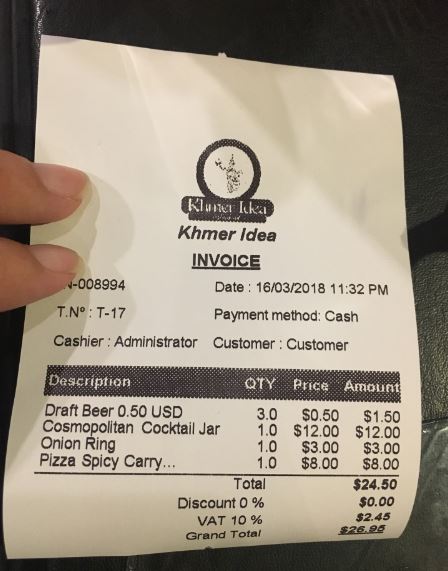 Khmer Idea
Khmer Idea
INVOICE
N-008994 Date : 16/03/2018 11:32 PM
T.Nº : T-17 Payment method: Cash
Cashier : Administrator Customer : Customer
Description QTY Price Amount
Draft Beer 0.50 USD 3.0 $0.50 $1.50
Cosmopolitan Cocktail Jar 1.0 $12.00 $12.00
Onion Ring 1.0 $3.00 $3.00
Pizza Spicy Carry... 1.0 $8.00 $8.00
Total $24.50
Discount 0 % $0.00
VAT 10 % $2.45
Grand Total $26.95